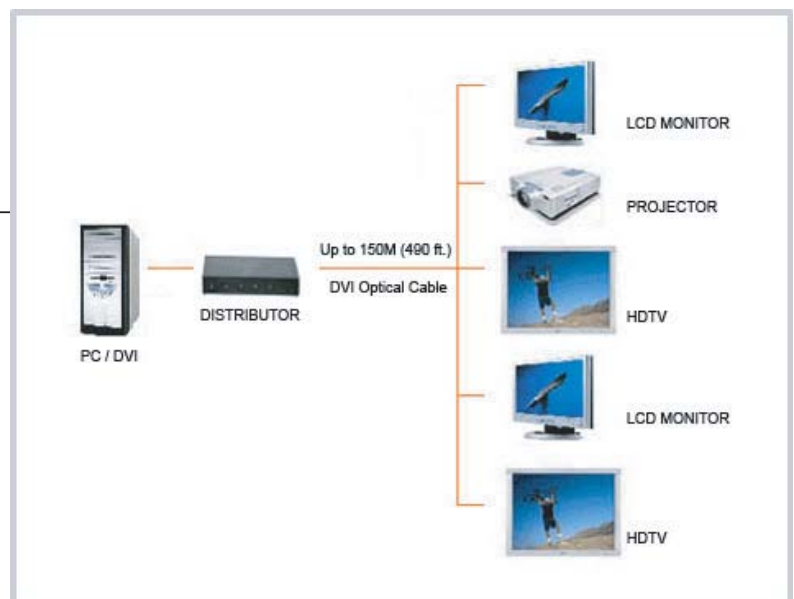 LCD MONITOR
PROJECTOR
Up to 150M (490 ft.)
DVI Optical Cable
DISTRIBUTOR
HDTV
PC / DVI
LCD MONITOR
HDTV